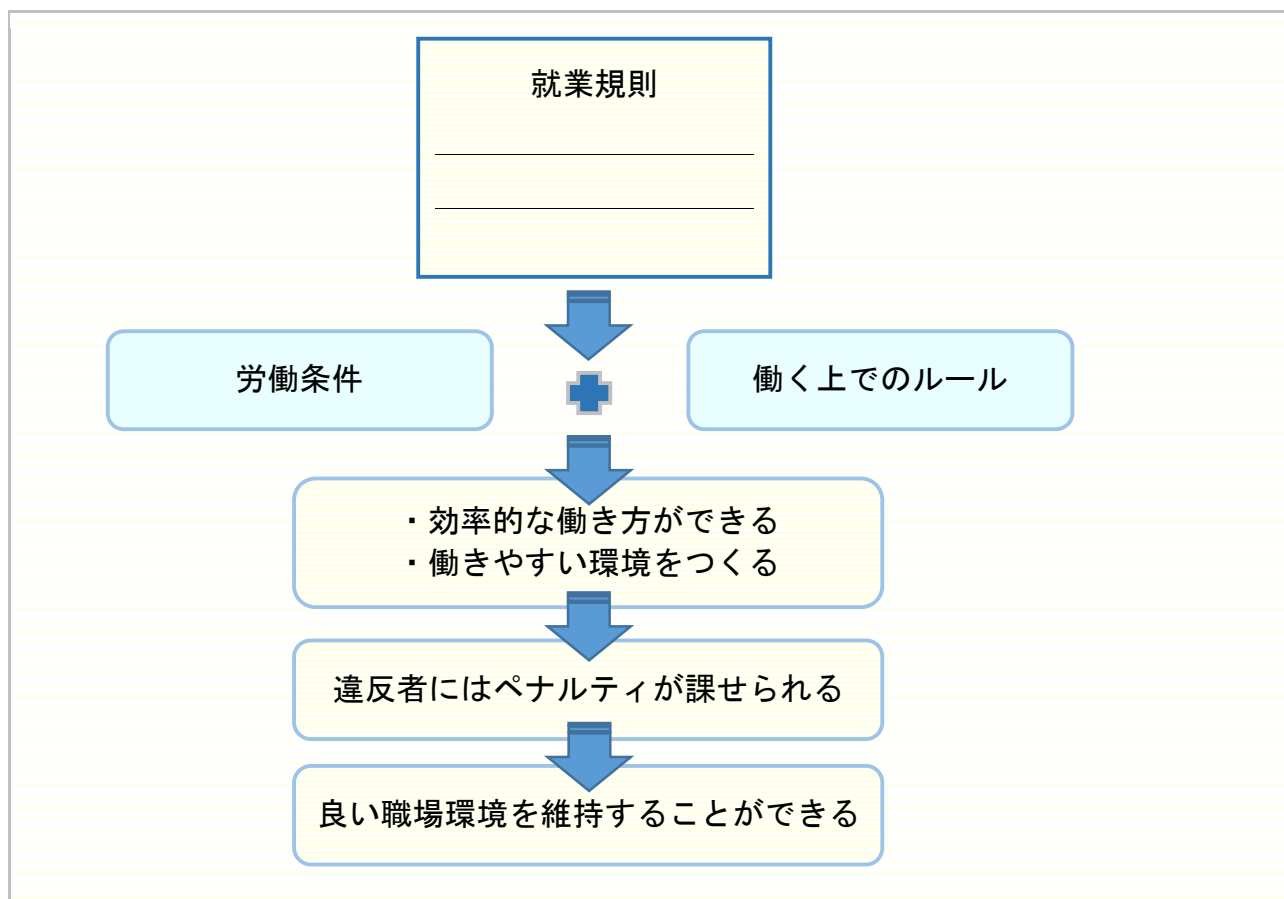 就業規則
労働条件
働く上でのルール
・効率的な働き方ができる
・働きやすい環境をつくる
違反者にはペナルティが課せられる
良い職場環境を維持することができる